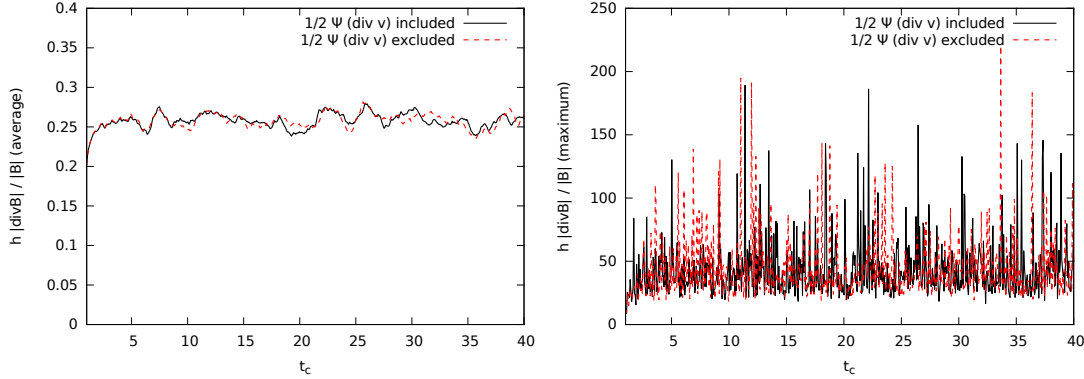 h |divB| / |B| (average)
0.4
0.35
0.3
0.25
0.2
0.15
0.1
0.05
0
1/2 Ψ (div v) included
1/2 Ψ (div v) excluded
5 10 15 20 25 30 35 40
t_c
h |divB| / |B| (maximum)
250
200
150
100
50
0
1/2 Ψ (div v) included
1/2 Ψ (div v) excluded
5 10 15 20 25 30 35 40
t_c